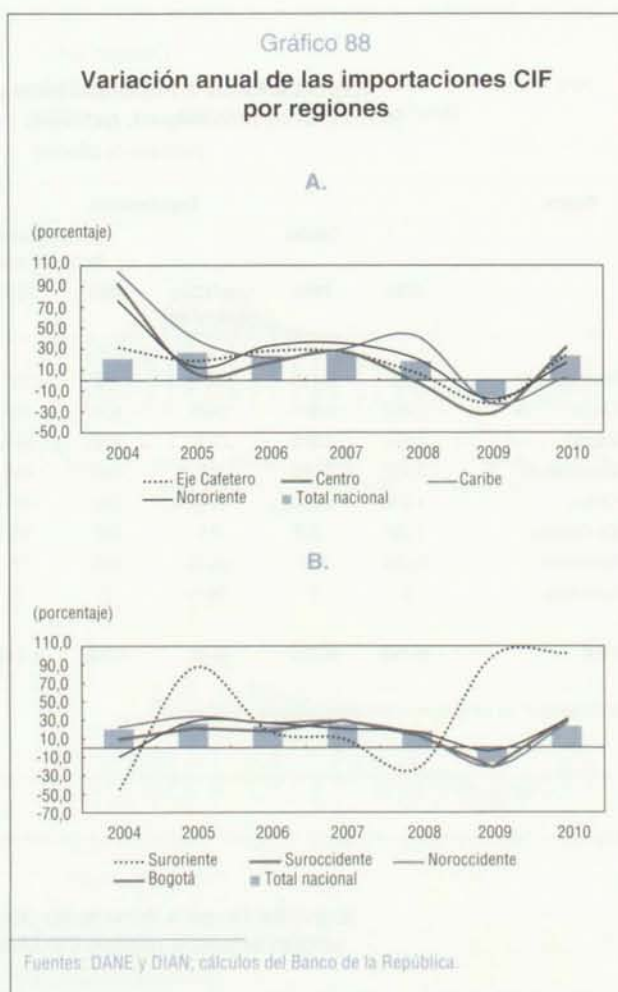 Gráfico 88
Variación anual de las importaciones CIF
por regiones
A.
(porcentaje)
110,0
90,0
70,0
50,0
30,0
10,0
-10,0
-30,0
-50,0
2004 2005 2006 2007 2008 2009 2010
Eje Cafetero Centro Caribe
Nororiente Total nacional
B.
(porcentaje)
110,0
90,0
70,0
50,0
30,0
10,0
-10,0
-30,0
-50,0
-70,0
2004 2005 2006 2007 2008 2009 2010
Suroriente Suroccidente Noroccidente
Bogotá Total nacional
Fuentes: DANE y DIAN; cálculos del Banco de la República.